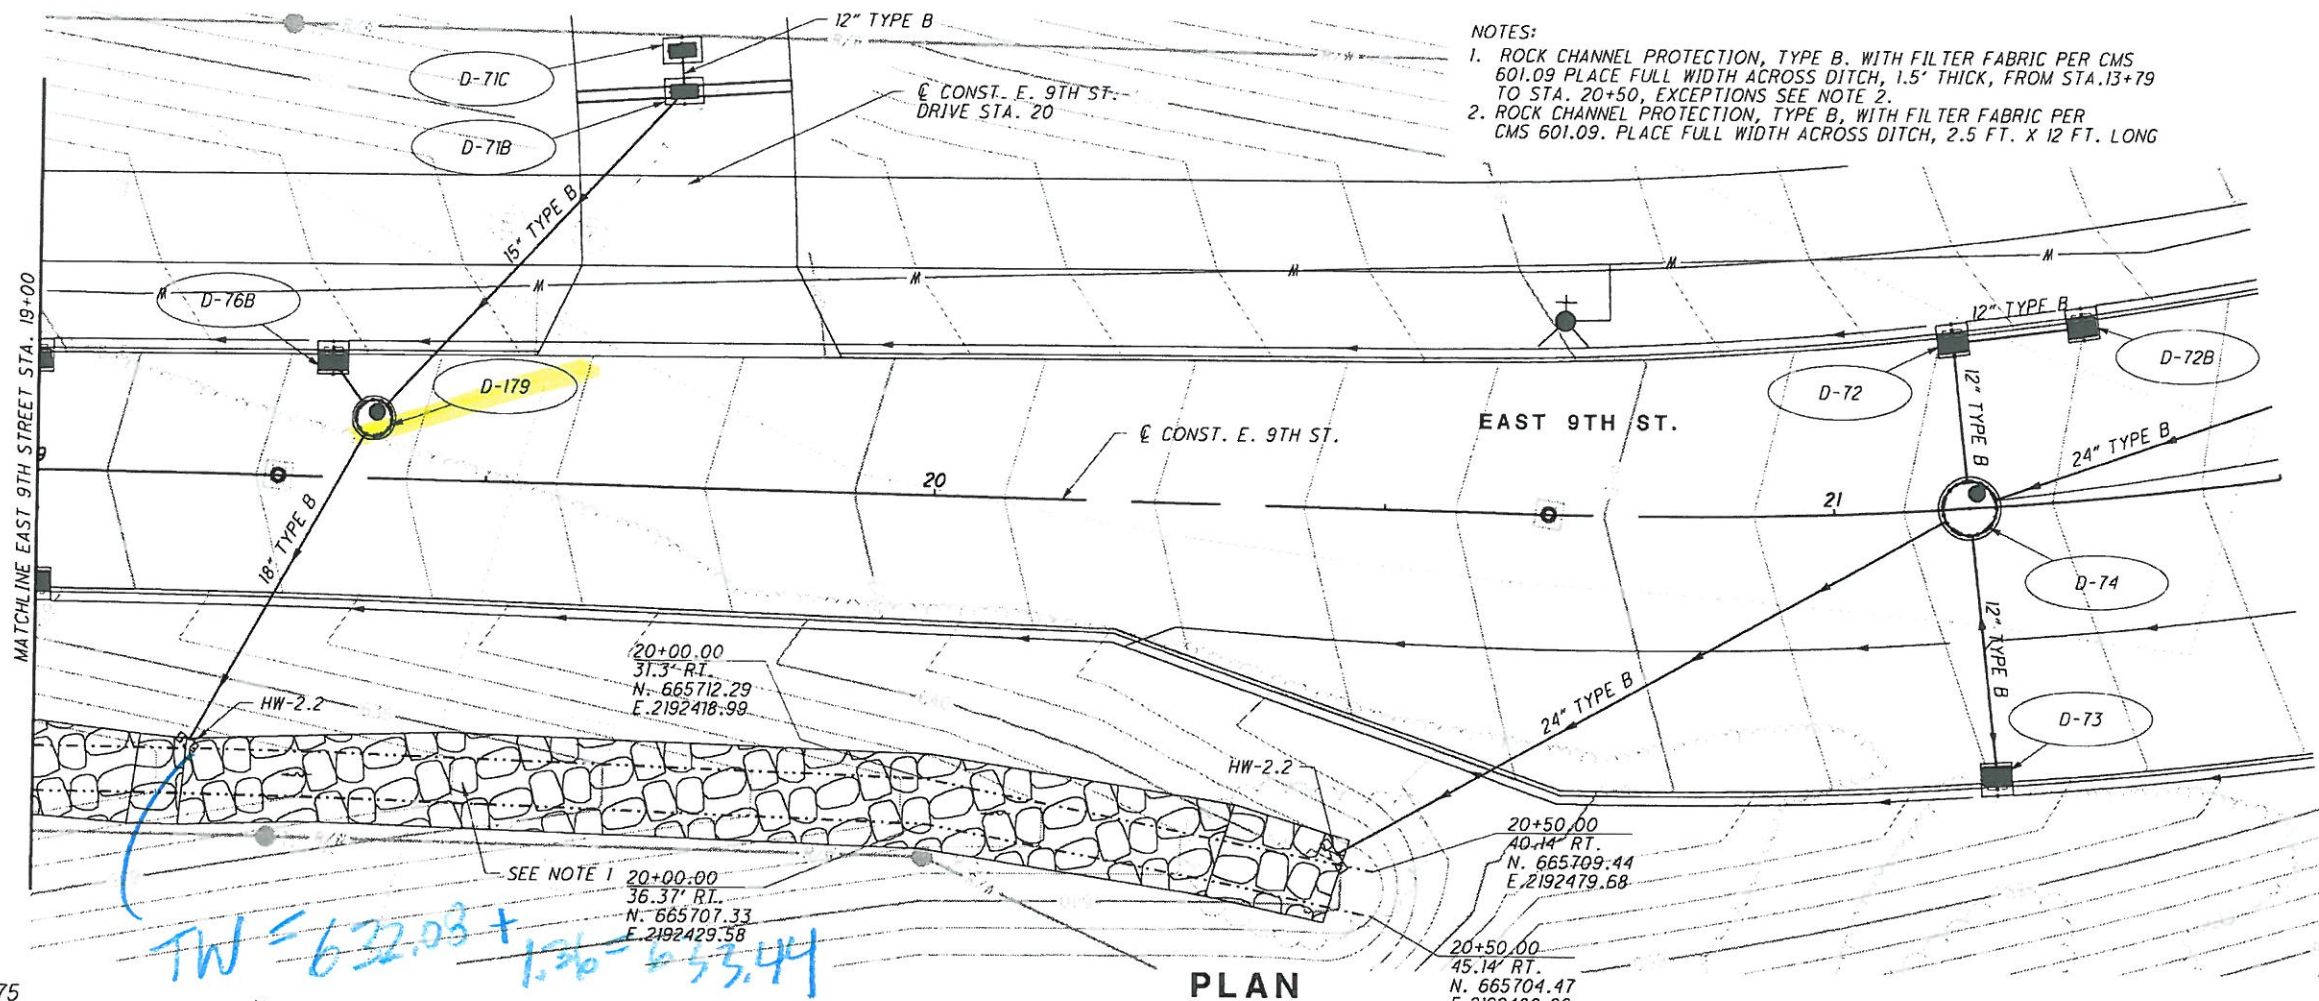 12" TYPE B
NOTES:
1. ROCK CHANNEL PROTECTION, TYPE B. WITH FILTER FABRIC PER CMS
601.09 PLACE FULL WIDTH ACROSS DITCH, 1.5' THICK, FROM STA.13+79
TO STA. 20+50, EXCEPTIONS SEE NOTE 2.
2. ROCK CHANNEL PROTECTION, TYPE B, WITH FILTER FABRIC PER
CMS 601.09. PLACE FULL WIDTH ACROSS DITCH, 2.5 FT. X 12 FT. LONG
D-71C
℄ CONST. E. 9TH ST.
DRIVE STA. 20
D-71B
15" TYPE B
MATCHLINE EAST 9TH STREET STA. 19+00
D-76B
W W W W W W
12" TYPE B
D-72B
D-179
D-72
12" TYPE B
EAST 9TH ST.
℄ CONST. E. 9TH ST.
24" TYPE B
20
21
18" TYPE B
D-74
12" TYPE B
20+00.00
31.3' RT.
N. 665712.29
E.2192418.99
HW-2.2
24" TYPE B
D-73
HW-2.2
20+50.00
40.14' RT.
N. 665709.44
E.2192479.68
SEE NOTE 1
20+00.00
36.37' RT.
N. 665707.33
E.2192429.58
TW = 632.08 + 1.36 = 633.44
20+50.00
45.14' RT.
N. 665704.47
PLAN
75